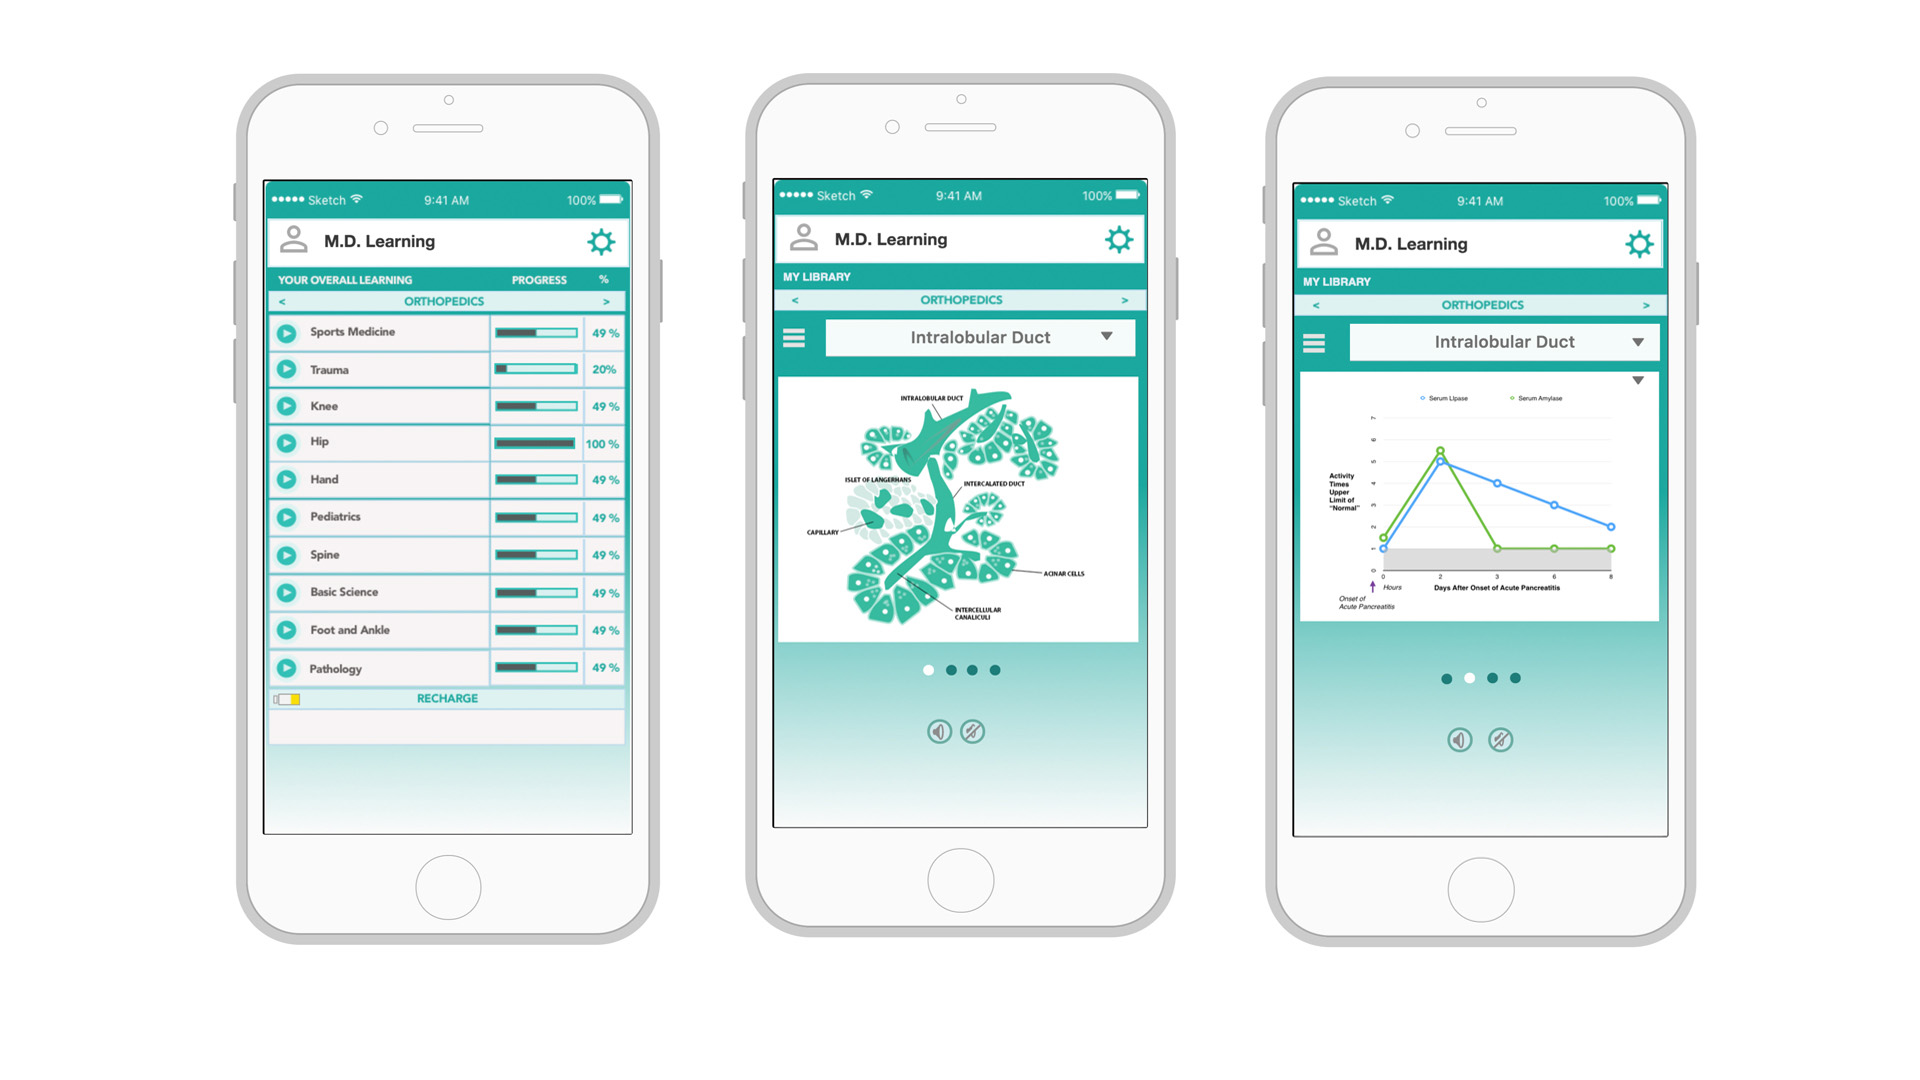 Sketch 9:41 AM 100%
M.D. Learning
YOUR OVERALL LEARNING PROGRESS %
< ORTHOPEDICS >
Sports Medicine 49 %
Trauma 20%
Knee 49 %
Hip 100 %
Hand 49 %
Pediatrics 49 %
Spine 49 %
Basic Science 49 %
Foot and Ankle 49 %
Pathology 49 %
RECHARGE
Sketch 9:41 AM 100%
M.D. Learning
MY LIBRARY
< ORTHOPEDICS >
Intralobular Duct
INTRALOBULAR DUCT
ISLET OF LANGERHANS
INTERCALATED DUCT
CAPILLARY
ACINAR CELLS
INTERCELLULAR
CANALICULI
Sketch 9:41 AM 100%
M.D. Learning
MY LIBRARY
< ORTHOPEDICS >
Intralobular Duct
Serum Lipase Serum Amylase
7
6
5
4
3
2
1
0
Activity
Times
Upper
Limit of
"Normal"
0 2 3 6 8
Hours Days After Onset of Acute Pancreatitis
Onset of
Acute Pancreatitis